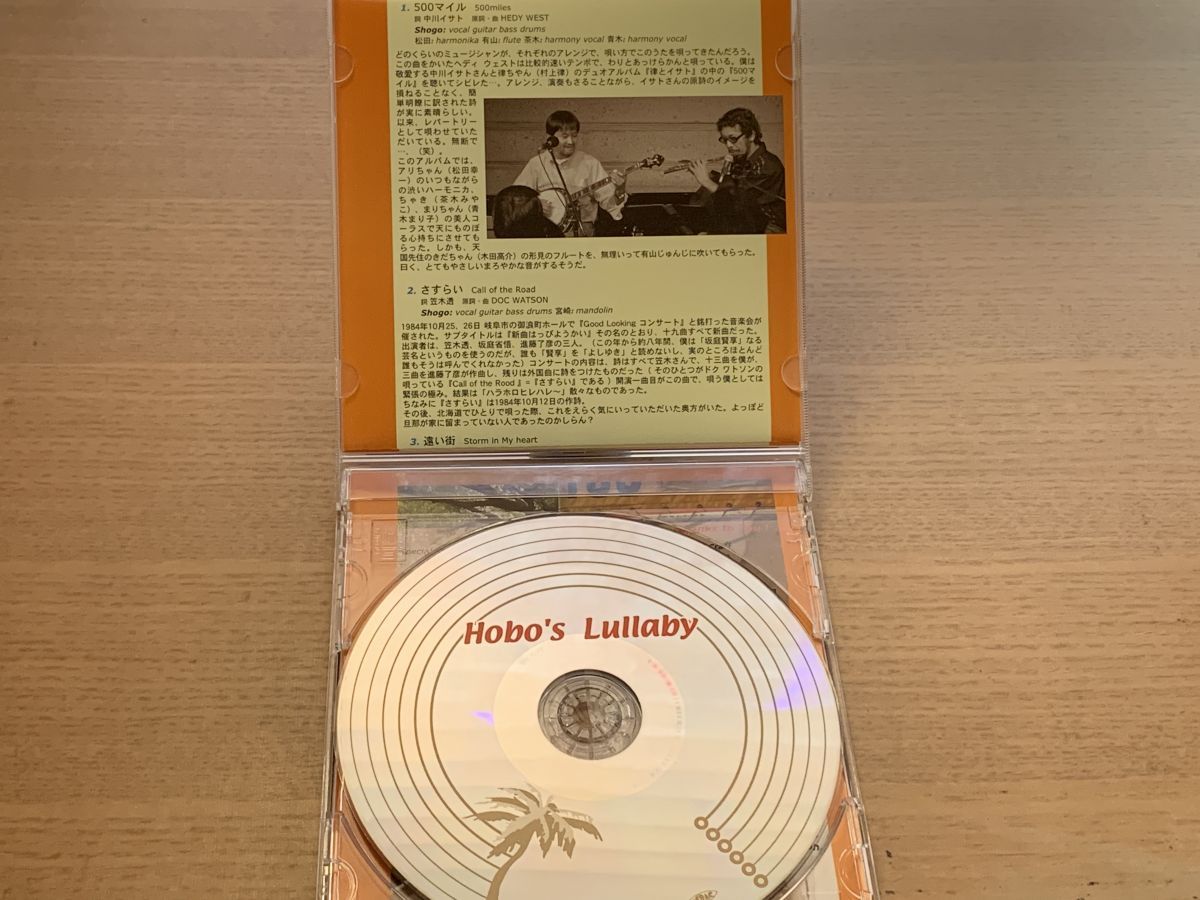 1. 500マイル 500miles
詞 中川イサト 原詞・曲 HEDY WEST
Shogo: vocal guitar bass drums
松田: harmonika 有山: flute 茶木: harmony vocal 青木: harmony vocal
どのくらいのミュージシャンが、それぞれのアレンジで、唄い方でこのうたを唄ってきたんだろう。
この曲をかいたヘディ ウェストは比較的速いテンポで、わりとあっけらかんと唄っている。僕は
敬愛する中川イサトさんと律ちやん（村上律）のデュオアルバム『律とイサト』の中の『500マ
イル』を聴いてシビレた…。アレンジ、演奏もさることながら、イサトさんの原詩のイメージを
損ねることなく、簡
単明瞭に訳された詩
が実に素晴らしい。
以来、レパートリー
として唄わせていた
だいている。無断で
…、（笑）。
このアルバムでは、
アリちゃん（松田幸
一）のいつもながら
の渋いハーモニカ、
ちゃき（茶木みや
こ）、まりちゃん（青
木まり子）の美人コ
ーラスで天にものぼ
る心持ちにさせても
らった。しかも、天
国先住のきだちゃん（木田高介）の形見のフルートを、無理いって有山じゅんじに吹いてもらった。
曰く、とてもやさしいまろやかな音がするそうだ。
2. さすらい Call of the Road
詞 笠木透 原詞・曲 DOC WATSON
Shogo: vocal guitar bass drums 宮崎: mandolin
1984年10月25、26日 岐阜市の御浪町ホールで『Good Looking コンサート』と銘打った音楽会が
催された。サブタイトルは『新曲はっぴようかい』その名のとおり、十九曲すべて新曲だった。
出演者は、笠木透、坂庭省悟、進藤了彦の三人。（この年から約八年間、僕は「坂庭賢享」なる
芸名というものを使うのだが、誰も「賢享」を「よしゆき」と読めないし、実のところほとんど
誰もそうは呼んでくれなかった）コンサートの内容は、詩はすべて笠木さんで、十三曲を僕が、
三曲を進藤了彦が作曲し、残りは外国曲に詩をつけたものだった（そのひとつがドク ワトソンの
唄っている『Call of the Rood 』=『さすらい』である ）開演一曲目がこの曲で、唄う僕としては
緊張の極み。結果は「ハラホロヒレハレ～」散々なものであった。
ちなみに『さすらい』は1984年10月12日の作詩。
その後、北海道でひとりで唄った際、これをえらく気にいっていただいた奥方がいた。よっぽど
旦那が家に留まっていない人であったのかしらん？
3. 遠い街 Storm in My heart
Hobo's Lullaby